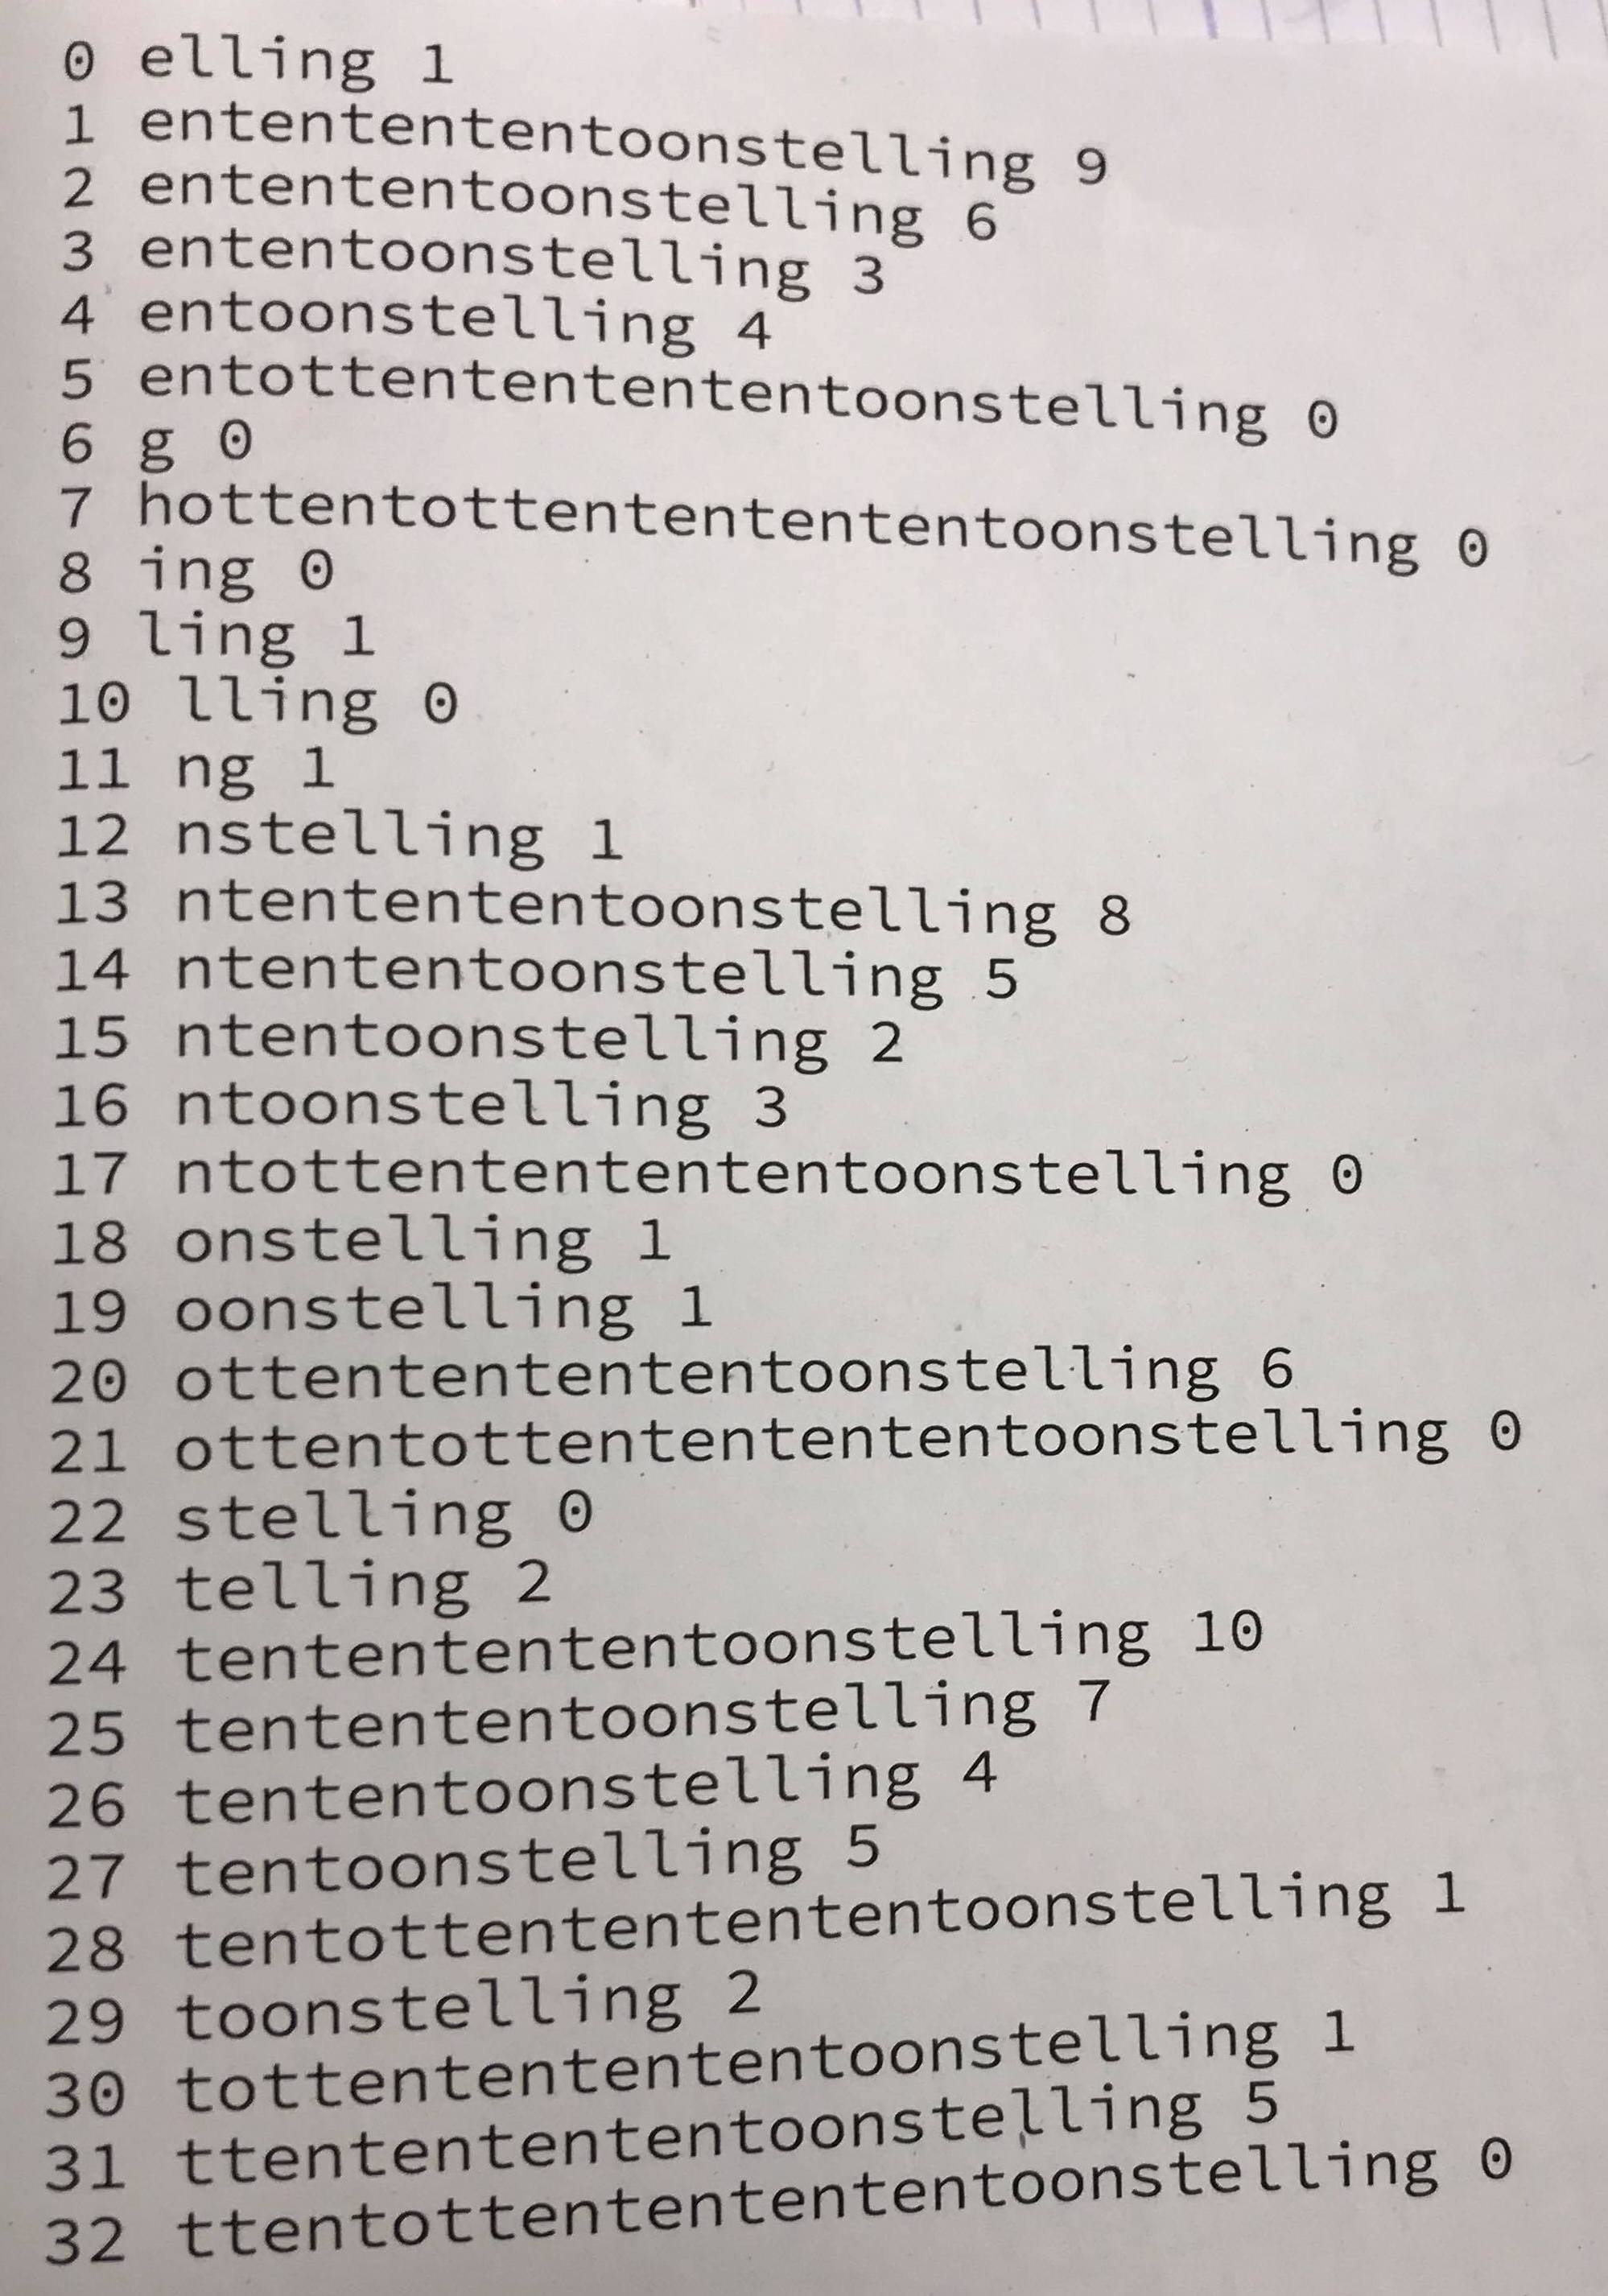 0 elling 1
1 ententententoonstelling 9
2 entententoonstelling 6
3 ententoonstelling 3
4 entoonstelling 4
5 entottententententoonstelling 0
6 g 0
7 hottentottententententoonstelling 0
8 ing 0
9 ling 1
10 lling 0
11 ng 1
12 nstelling 1
13 ntentententoonstelling 8
14 ntententoonstelling 5
15 ntentoonstelling 2
16 ntoonstelling 3
17 ntottententententoonstelling 0
18 onstelling 1
19 oonstelling 1
20 ottententententoonstelling 6
21 ottentottententententoonstelling 0
22 stelling 0
23 telling 2
24 tententententoonstelling 10
25 tentententoonstelling 7
26 tententoonstelling 4
27 tentoonstelling 5
28 tentottententententoonstelling 1
29 toonstelling 2
30 tottententententoonstelling 1
31 ttententententoonstelling 5
32 ttentottententententoonstelling 0